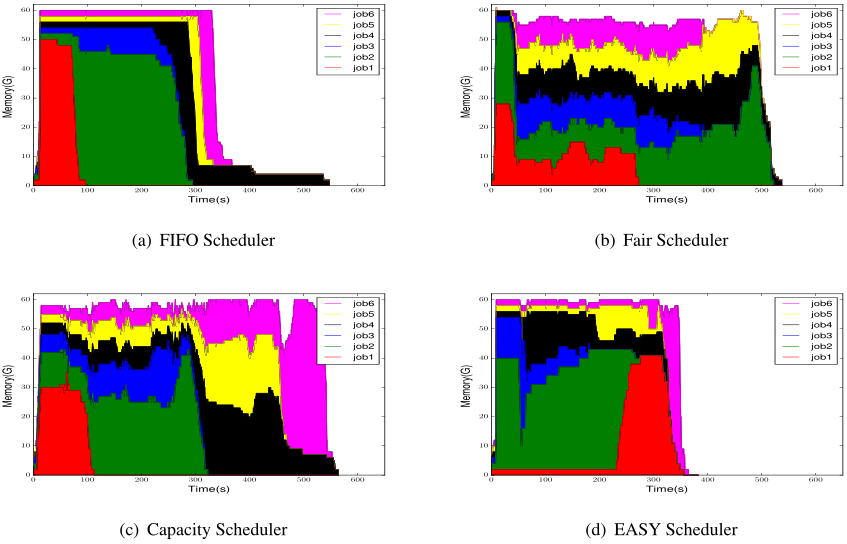 60
50
40
30
20
10
0
Memory(G)
0 100 200 300 400 500 600
Time(s)
job6
job5
job4
job3
job2
job1
(a) FIFO Scheduler
60
50
40
30
20
10
0
Memory(G)
0 100 200 300 400 500 600
Time(s)
job6
job5
job4
job3
job2
job1
(b) Fair Scheduler
60
50
40
30
20
10
0
Memory(G)
0 100 200 300 400 500 600
Time(s)
job6
job5
job4
job3
job2
job1
(c) Capacity Scheduler
60
50
40
30
20
10
0
Memory(G)
0 100 200 300 400 500 600
Time(s)
job6
job5
job4
job3
job2
job1
(d) EASY Scheduler